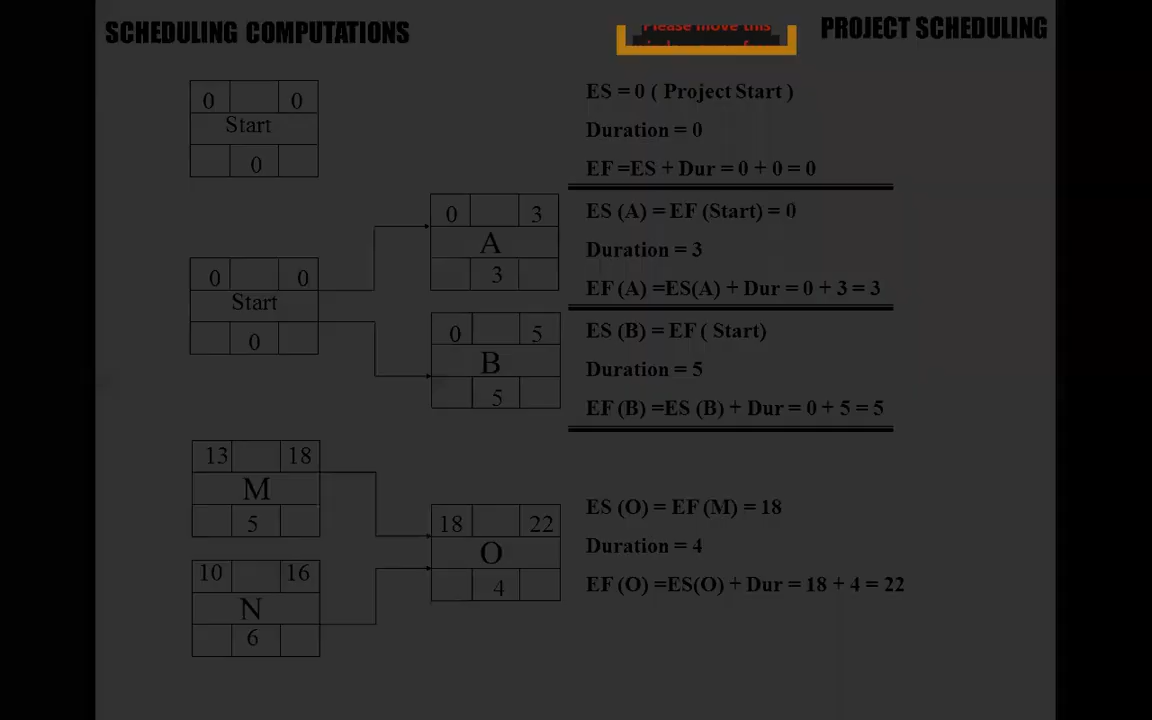 SCHEDULING COMPUTATIONS
Please move this
PROJECT SCHEDULING
0 0
Start
0
ES = 0 ( Project Start )
Duration = 0
EF =ES + Dur = 0 + 0 = 0
0 3
A
3
ES (A) = EF (Start) = 0
Duration = 3
EF (A) =ES(A) + Dur = 0 + 3 = 3
0 0
Start
0
0 5
B
5
ES (B) = EF ( Start)
Duration = 5
EF (B) =ES (B) + Dur = 0 + 5 = 5
13 18
M
5
10 16
N
6
18 22
O
4
ES (O) = EF (M) = 18
Duration = 4
EF (O) =ES(O) + Dur = 18 + 4 = 22